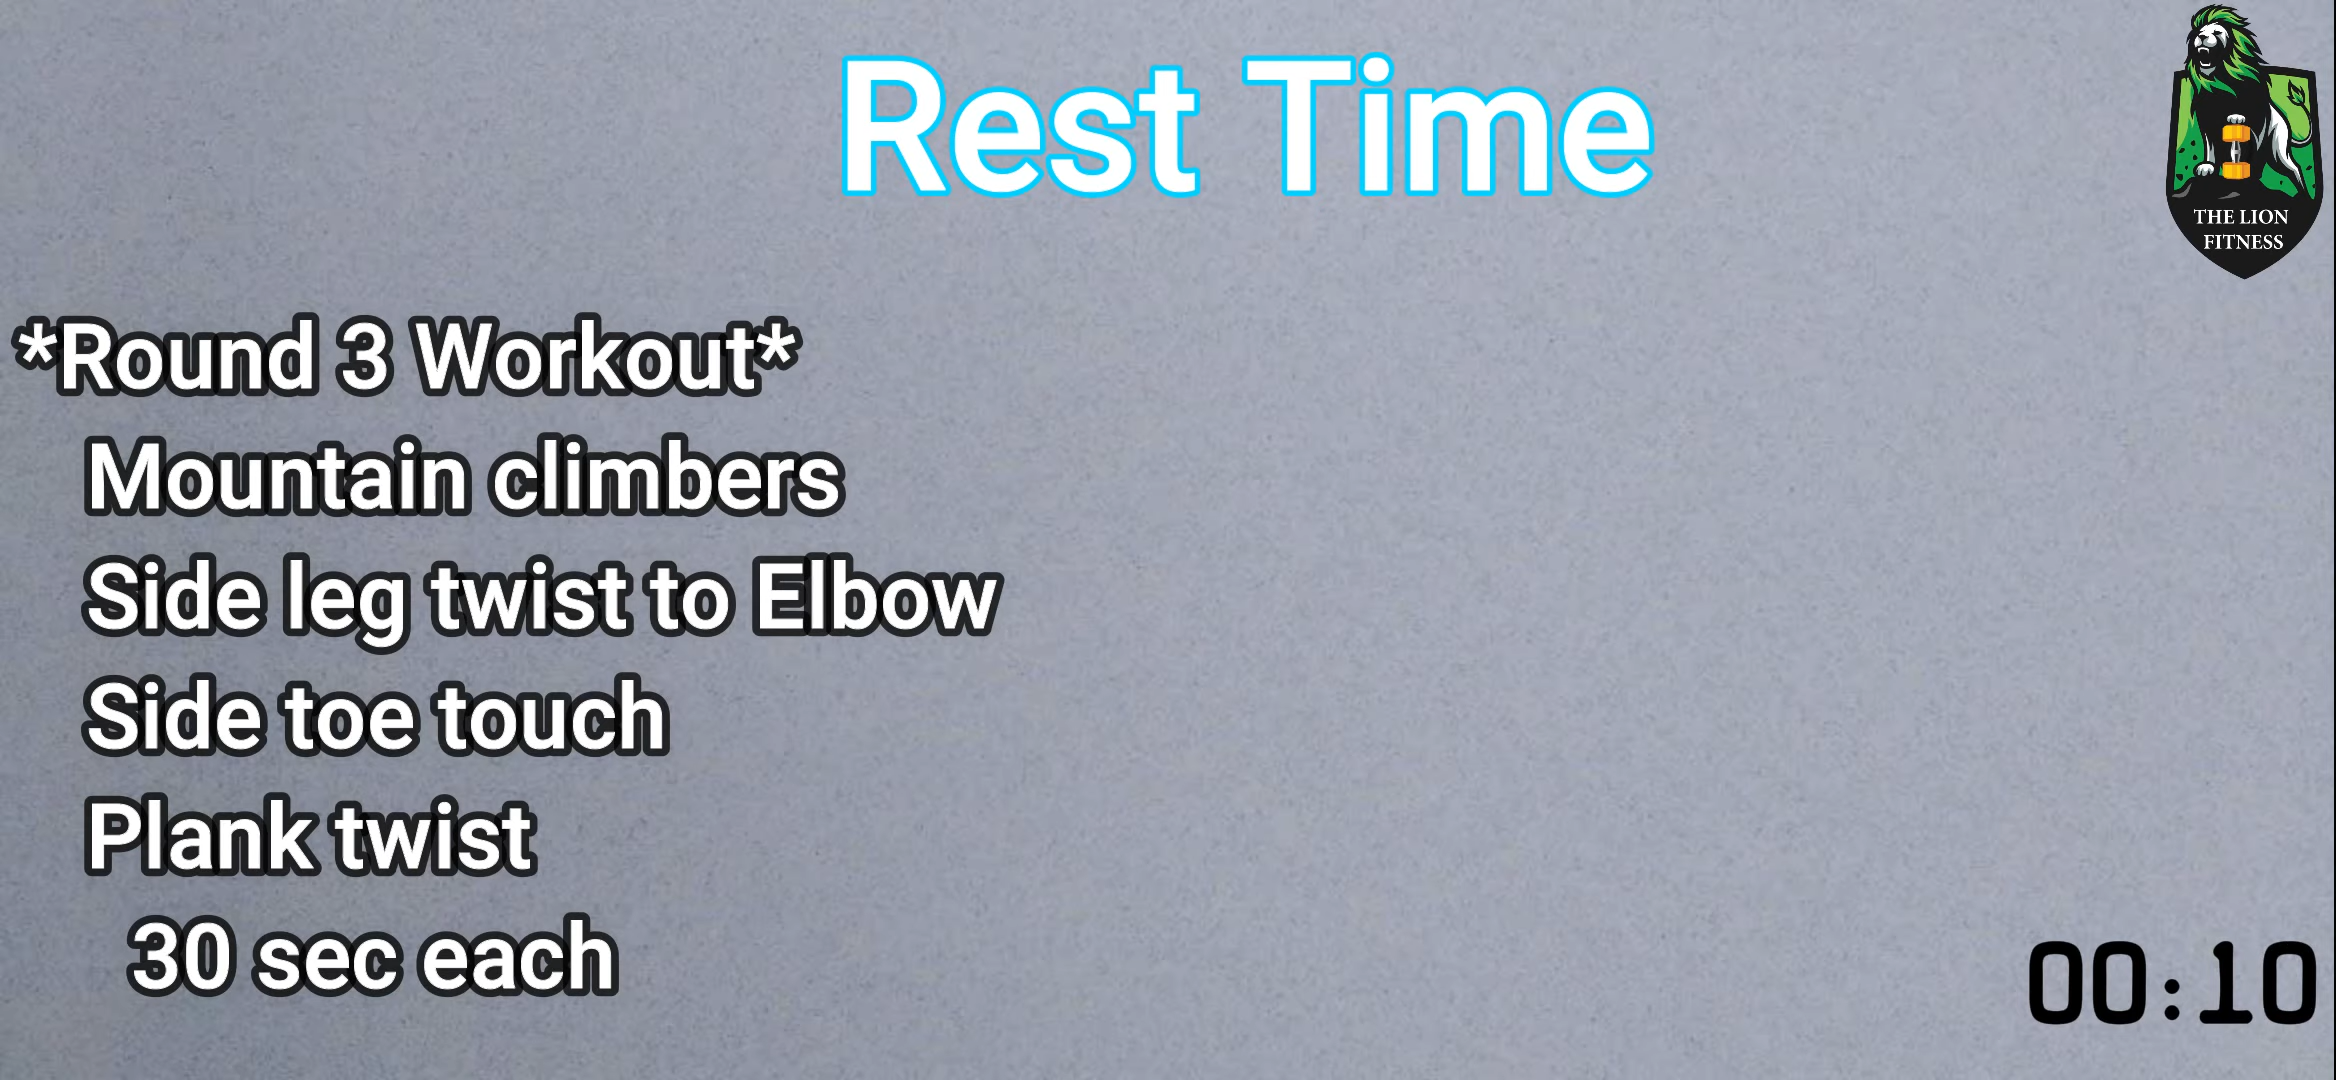 Rest Time
THE LION
FITNESS
*Round 3 Workout*
Mountain climbers
Side leg twist to Elbow
Side toe touch
Plank twist
30 sec each
00:10